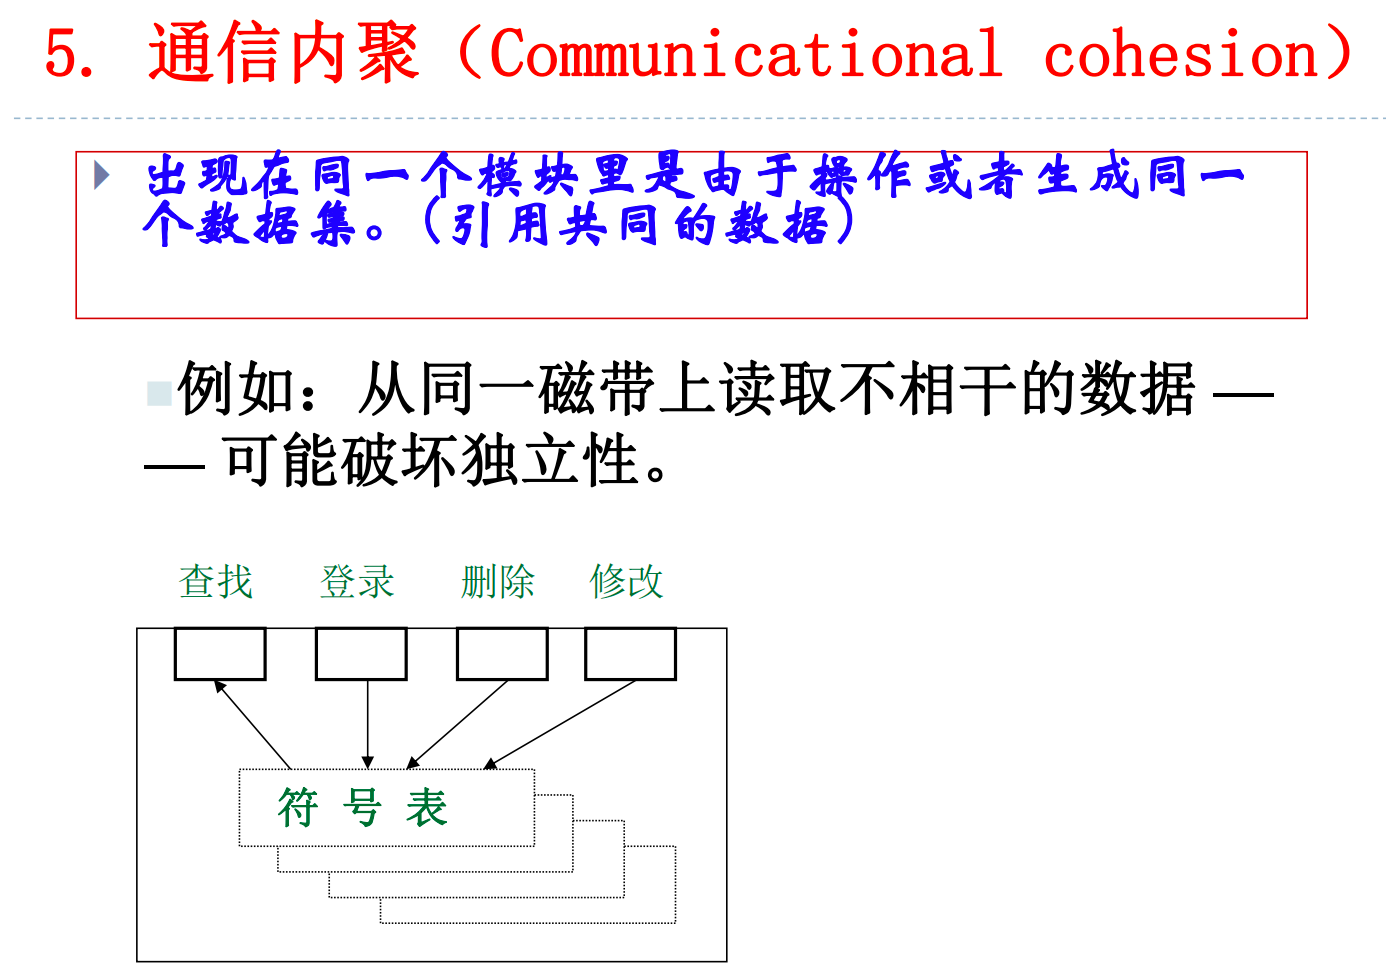 5. 通信内聚（Communicational cohesion）
出现在同一个模块里是由于操作或者生成同一
个数据集。(引用共同的数据)
例如：从同一磁带上读取不相干的数据 —
— 可能破坏独立性。
查找 登录 删除 修改
符 号 表